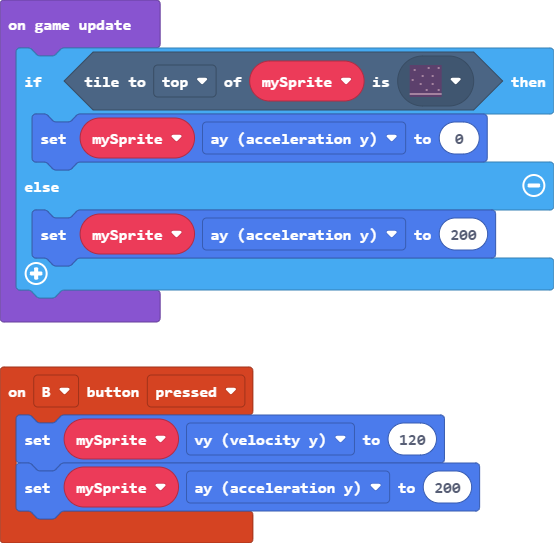 on game update
if tile to top of mySprite is then
set mySprite ay (acceleration y) to 0
else
set mySprite ay (acceleration y) to 200
on B button pressed
set mySprite vy (velocity y) to 120
set mySprite ay (acceleration y) to 200